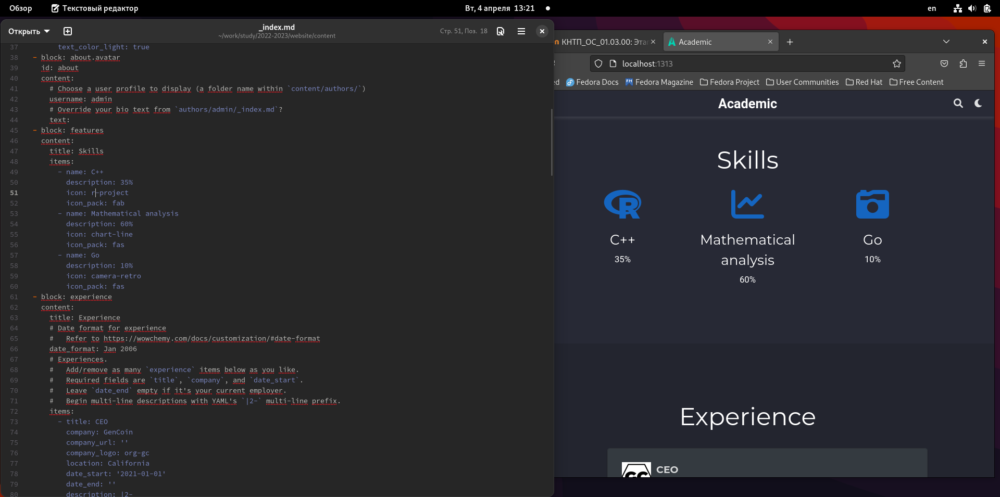 Обзор
Текстовый редактор
Вт, 4 апреля 13:21
en
Открыть
_index.md
~/work/study/2022-2023/website/content
Стр. 51, Поз. 18
37 text_color_light: true
38 - block: about.avatar
39 id: about
40 content:
41 # Choose a user profile to display (a folder name within `content/authors/`)
42 username: admin
43 # Override your bio text from `authors/admin/_index.md`?
44 text:
45 - block: features
46 content:
47 title: Skills
48 items:
49 - name: C++
50 description: 35%
51 icon: r-project
52 icon_pack: fab
53 - name: Mathematical analysis
54 description: 60%
55 icon: chart-line
56 icon_pack: fas
57 - name: Go
58 description: 10%
59 icon: camera-retro
60 icon_pack: fas
61 - block: experience
62 content:
63 title: Experience
64 # Date format for experience
65 #   Refer to https://wowchemy.com/docs/customization/#date-format
66 date_format: Jan 2006
67 # Experiences.
68 #   Add/remove as many `experience` items below as you like.
69 #   Required fields are `title`, `company`, and `date_start`.
70 #   Leave `date_end` empty if it's your current employer.
71 #   Begin multi-line descriptions with YAML's `|2-` multi-line prefix.
72 items:
73 - title: CEO
74 company: GenCoin
75 company_url: ''
76 company_logo: org-gc
77 location: California
78 date_start: '2021-01-01'
79 date_end: ''
80 description: |2-
КНТП_ОС_01.03.00: Эта
Academic
localhost:1313
Fedora Docs
Fedora Magazine
Fedora Project
User Communities
Red Hat
Free Content
Academic
Skills
C++
35%
Mathematical
analysis
60%
Go
10%
Experience
GC
CEO